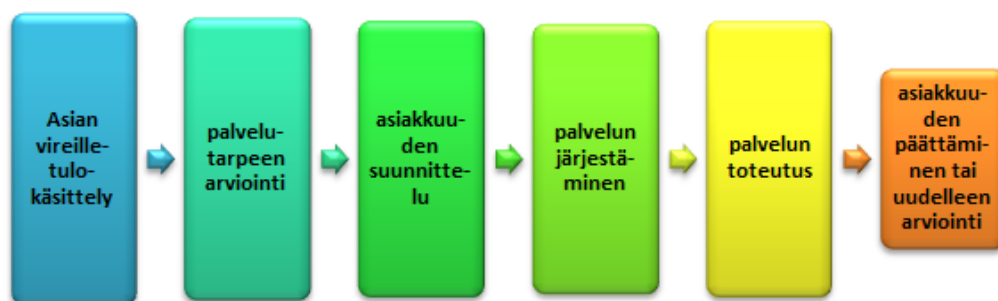 Asian
vireille-
tulo-
käsittely
palvelu-
tarpeen
arviointi
asiakkuu-
den
suunnitte-
lu
palvelun
järjestä-
minen
palvelun
toteutus
asiakkuu-
den
päättämi-
nen tai
uudelleen
arviointi